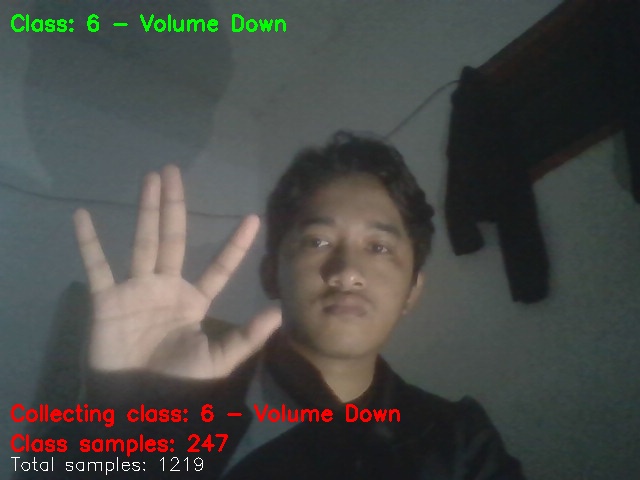 Class: 6 - Volume Down
Collecting class: 6 - Volume Down
Class samples: 247
Total samples: 1219